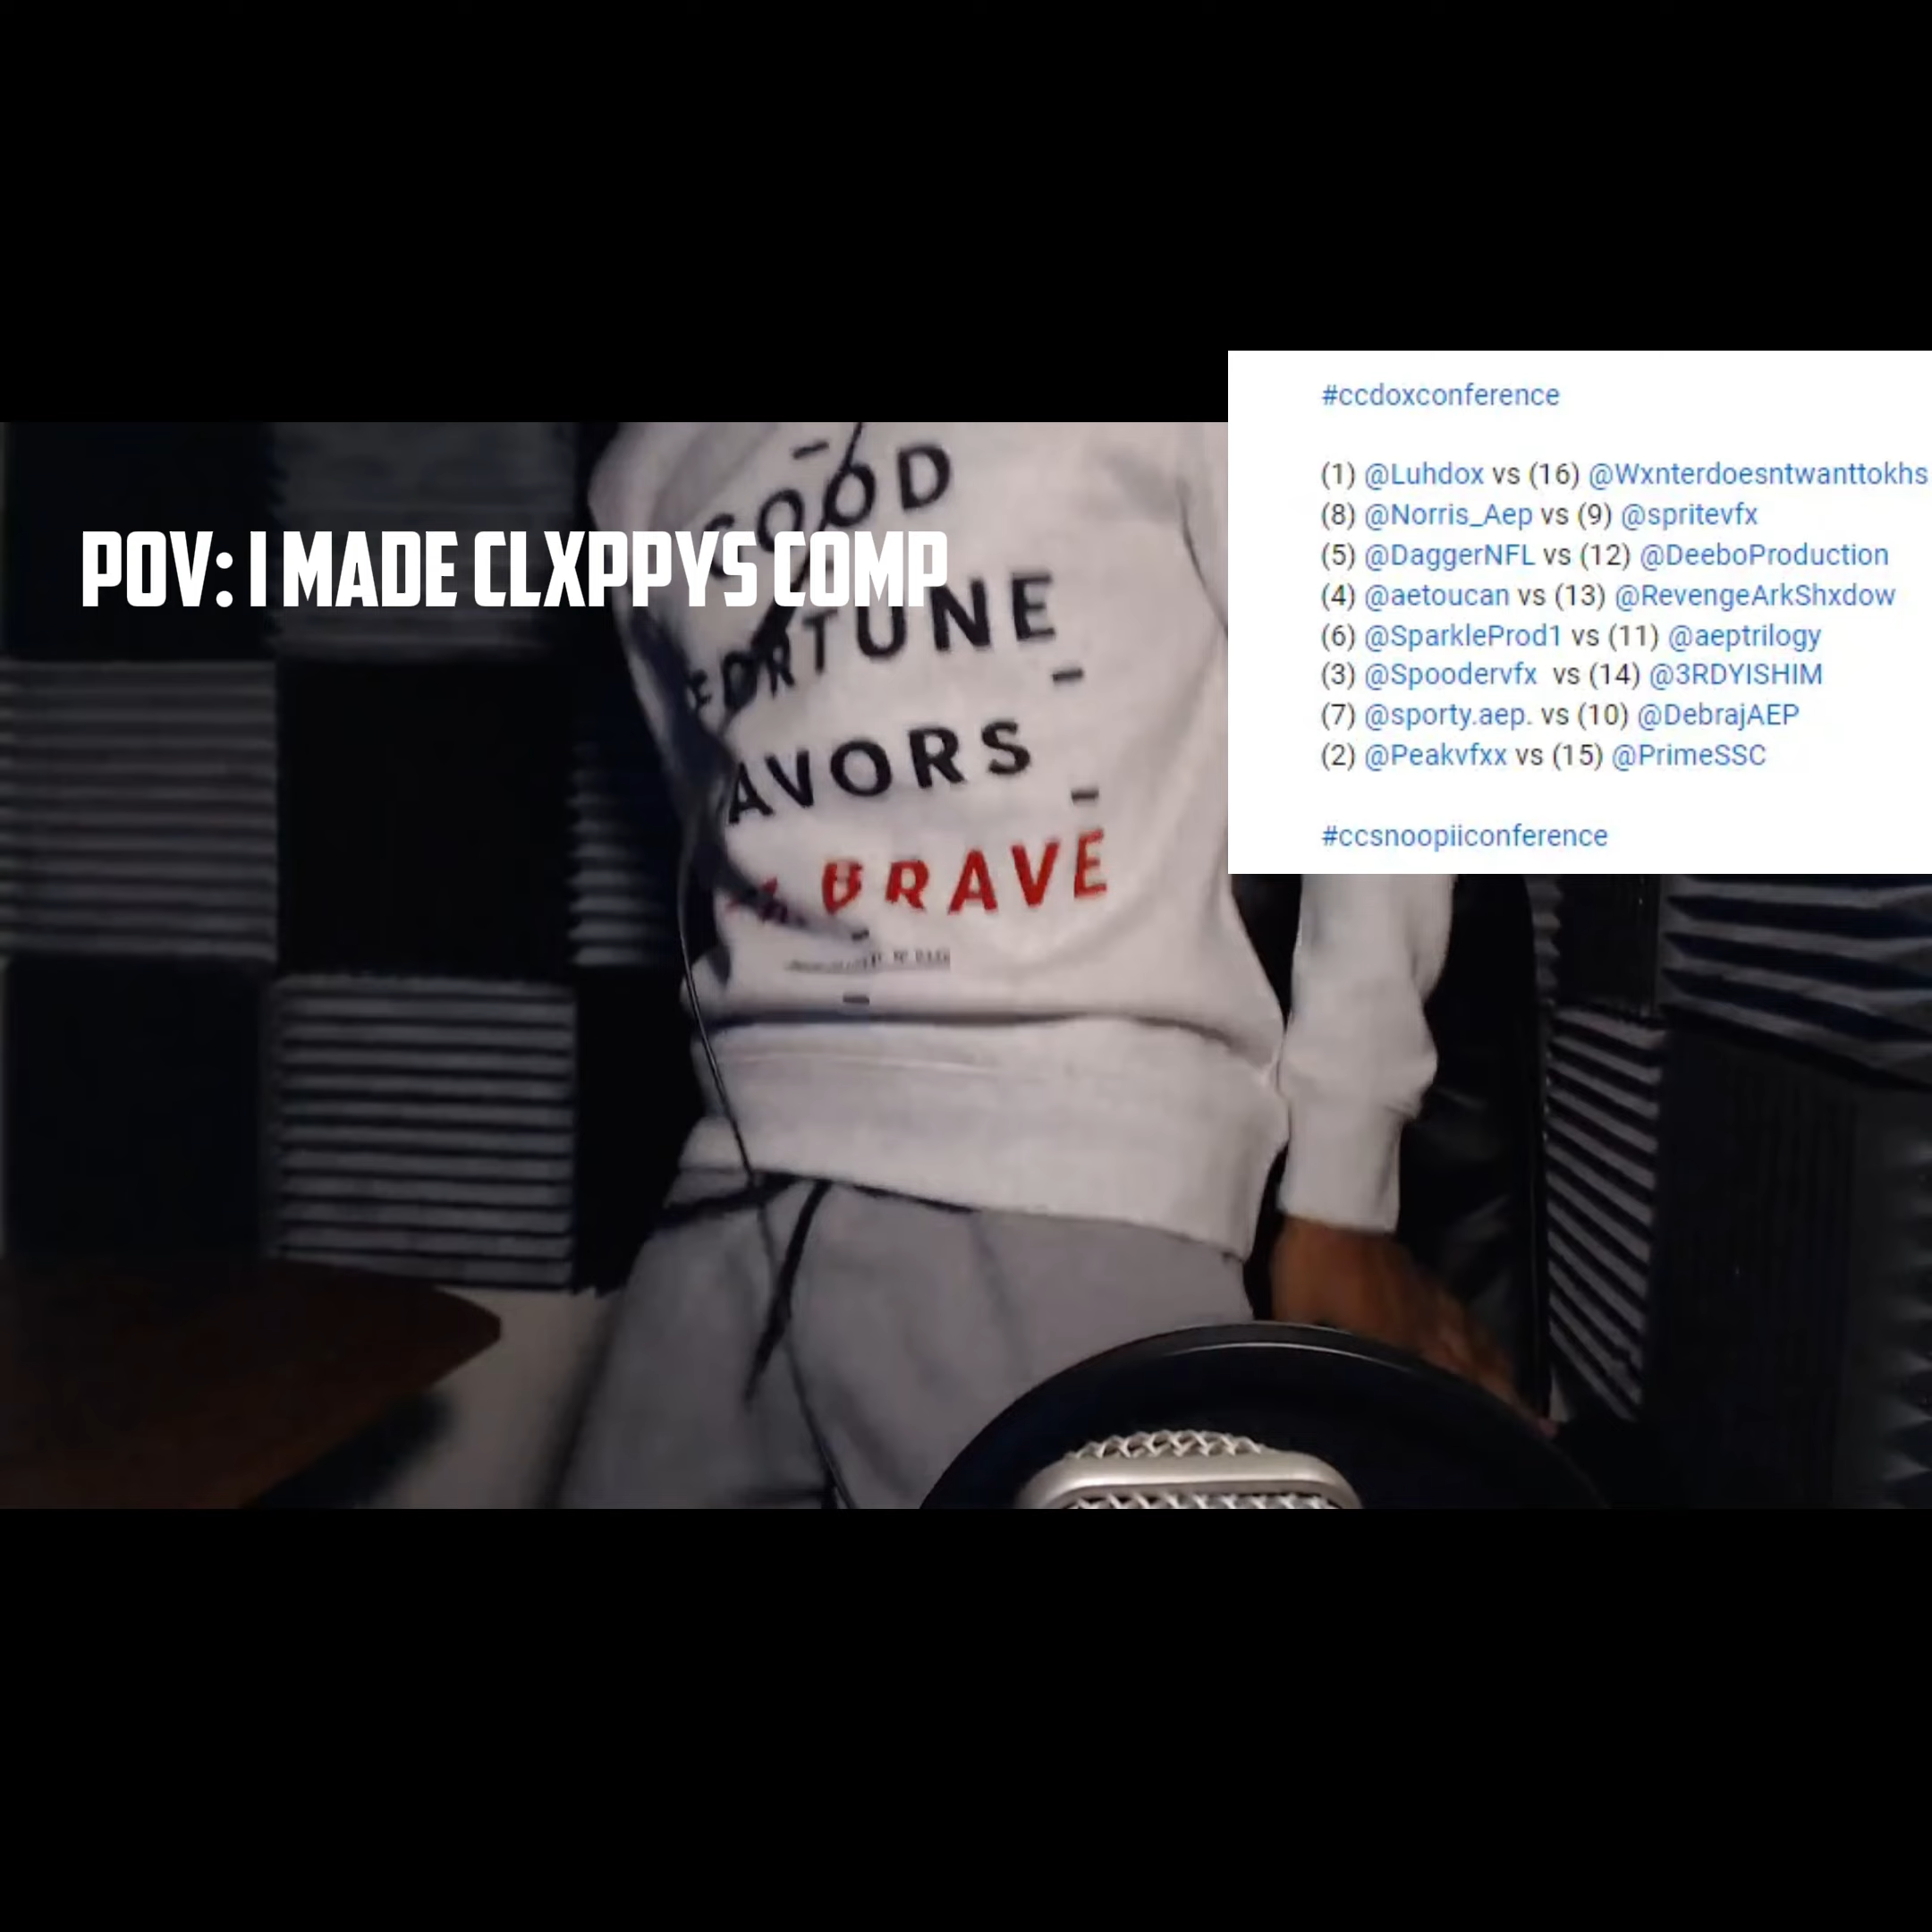 POV: I MADE CLXPPYS COMP
#ccdoxconference
(1) @Luhdox vs (16) @Wxnterdoesntwanttokhs
(8) @Norris_Aep vs (9) @spritevfx
(5) @DaggerNFL vs (12) @DeeboProduction
(4) @aetoucan vs (13) @RevengeArkShxdow
(6) @SparkleProd1 vs (11) @aeptrilogy
(3) @Spoodervfx vs (14) @3RDYISHIM
(7) @sporty.aep. vs (10) @DebrajAEP
(2) @Peakvfxx vs (15) @PrimeSSC
#ccsnoopiiconference
GOOD
FORTUNE
AVORS
BRAVE